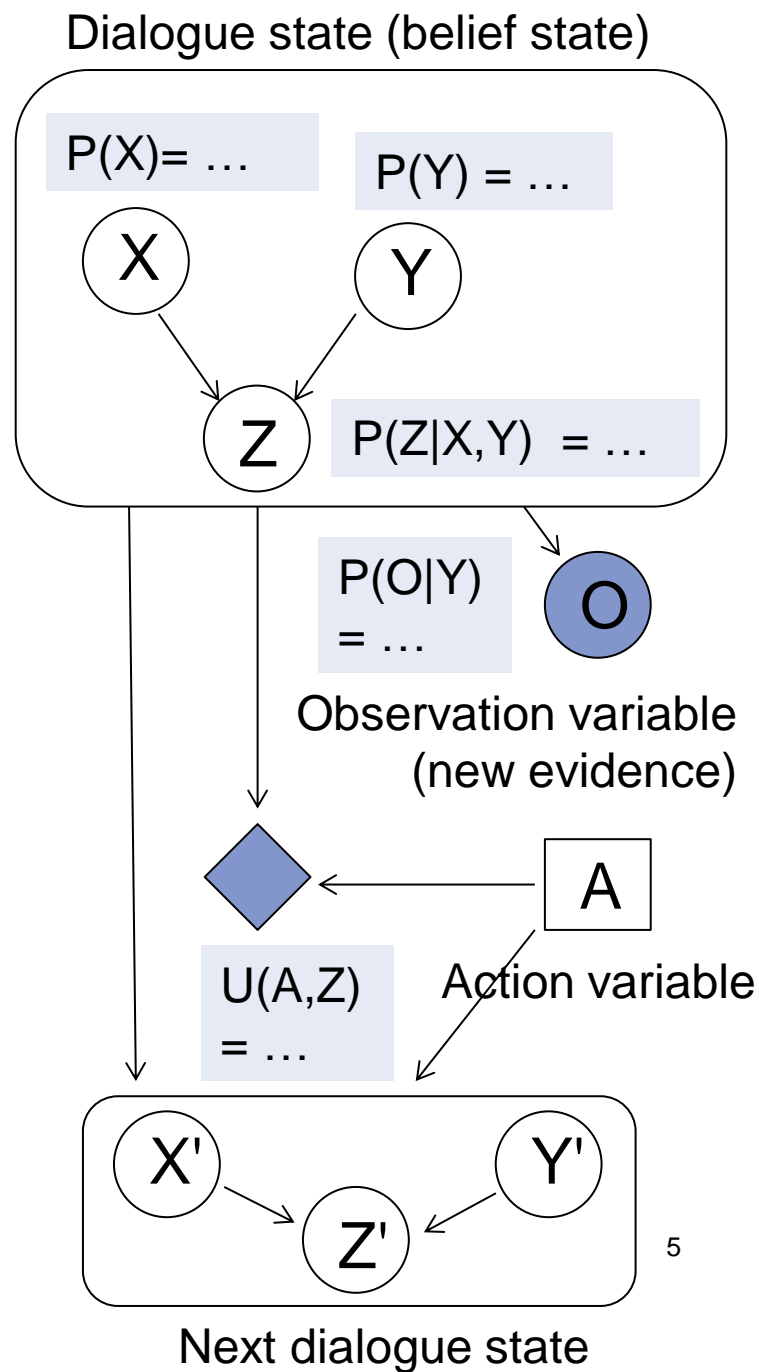 Dialogue state (belief state)
P(X)= …
P(Y) = …
X
Y
Z
P(Z|X,Y) = …
P(O|Y)
= …
O
Observation variable
(new evidence)
A
U(A,Z)
= …
Action variable
X'
Y'
Z'
5
Next dialogue state